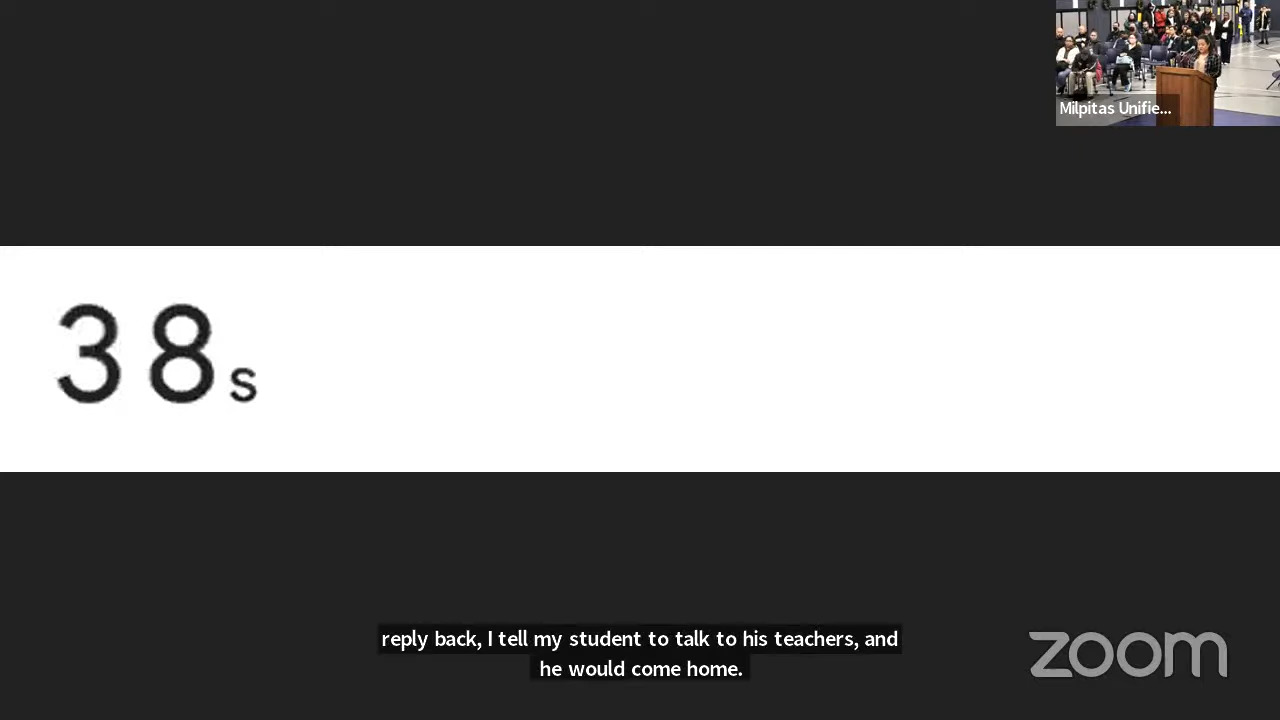 Milpitas Unifie...
38s
reply back, I tell my student to talk to his teachers, and
he would come home.
zoom